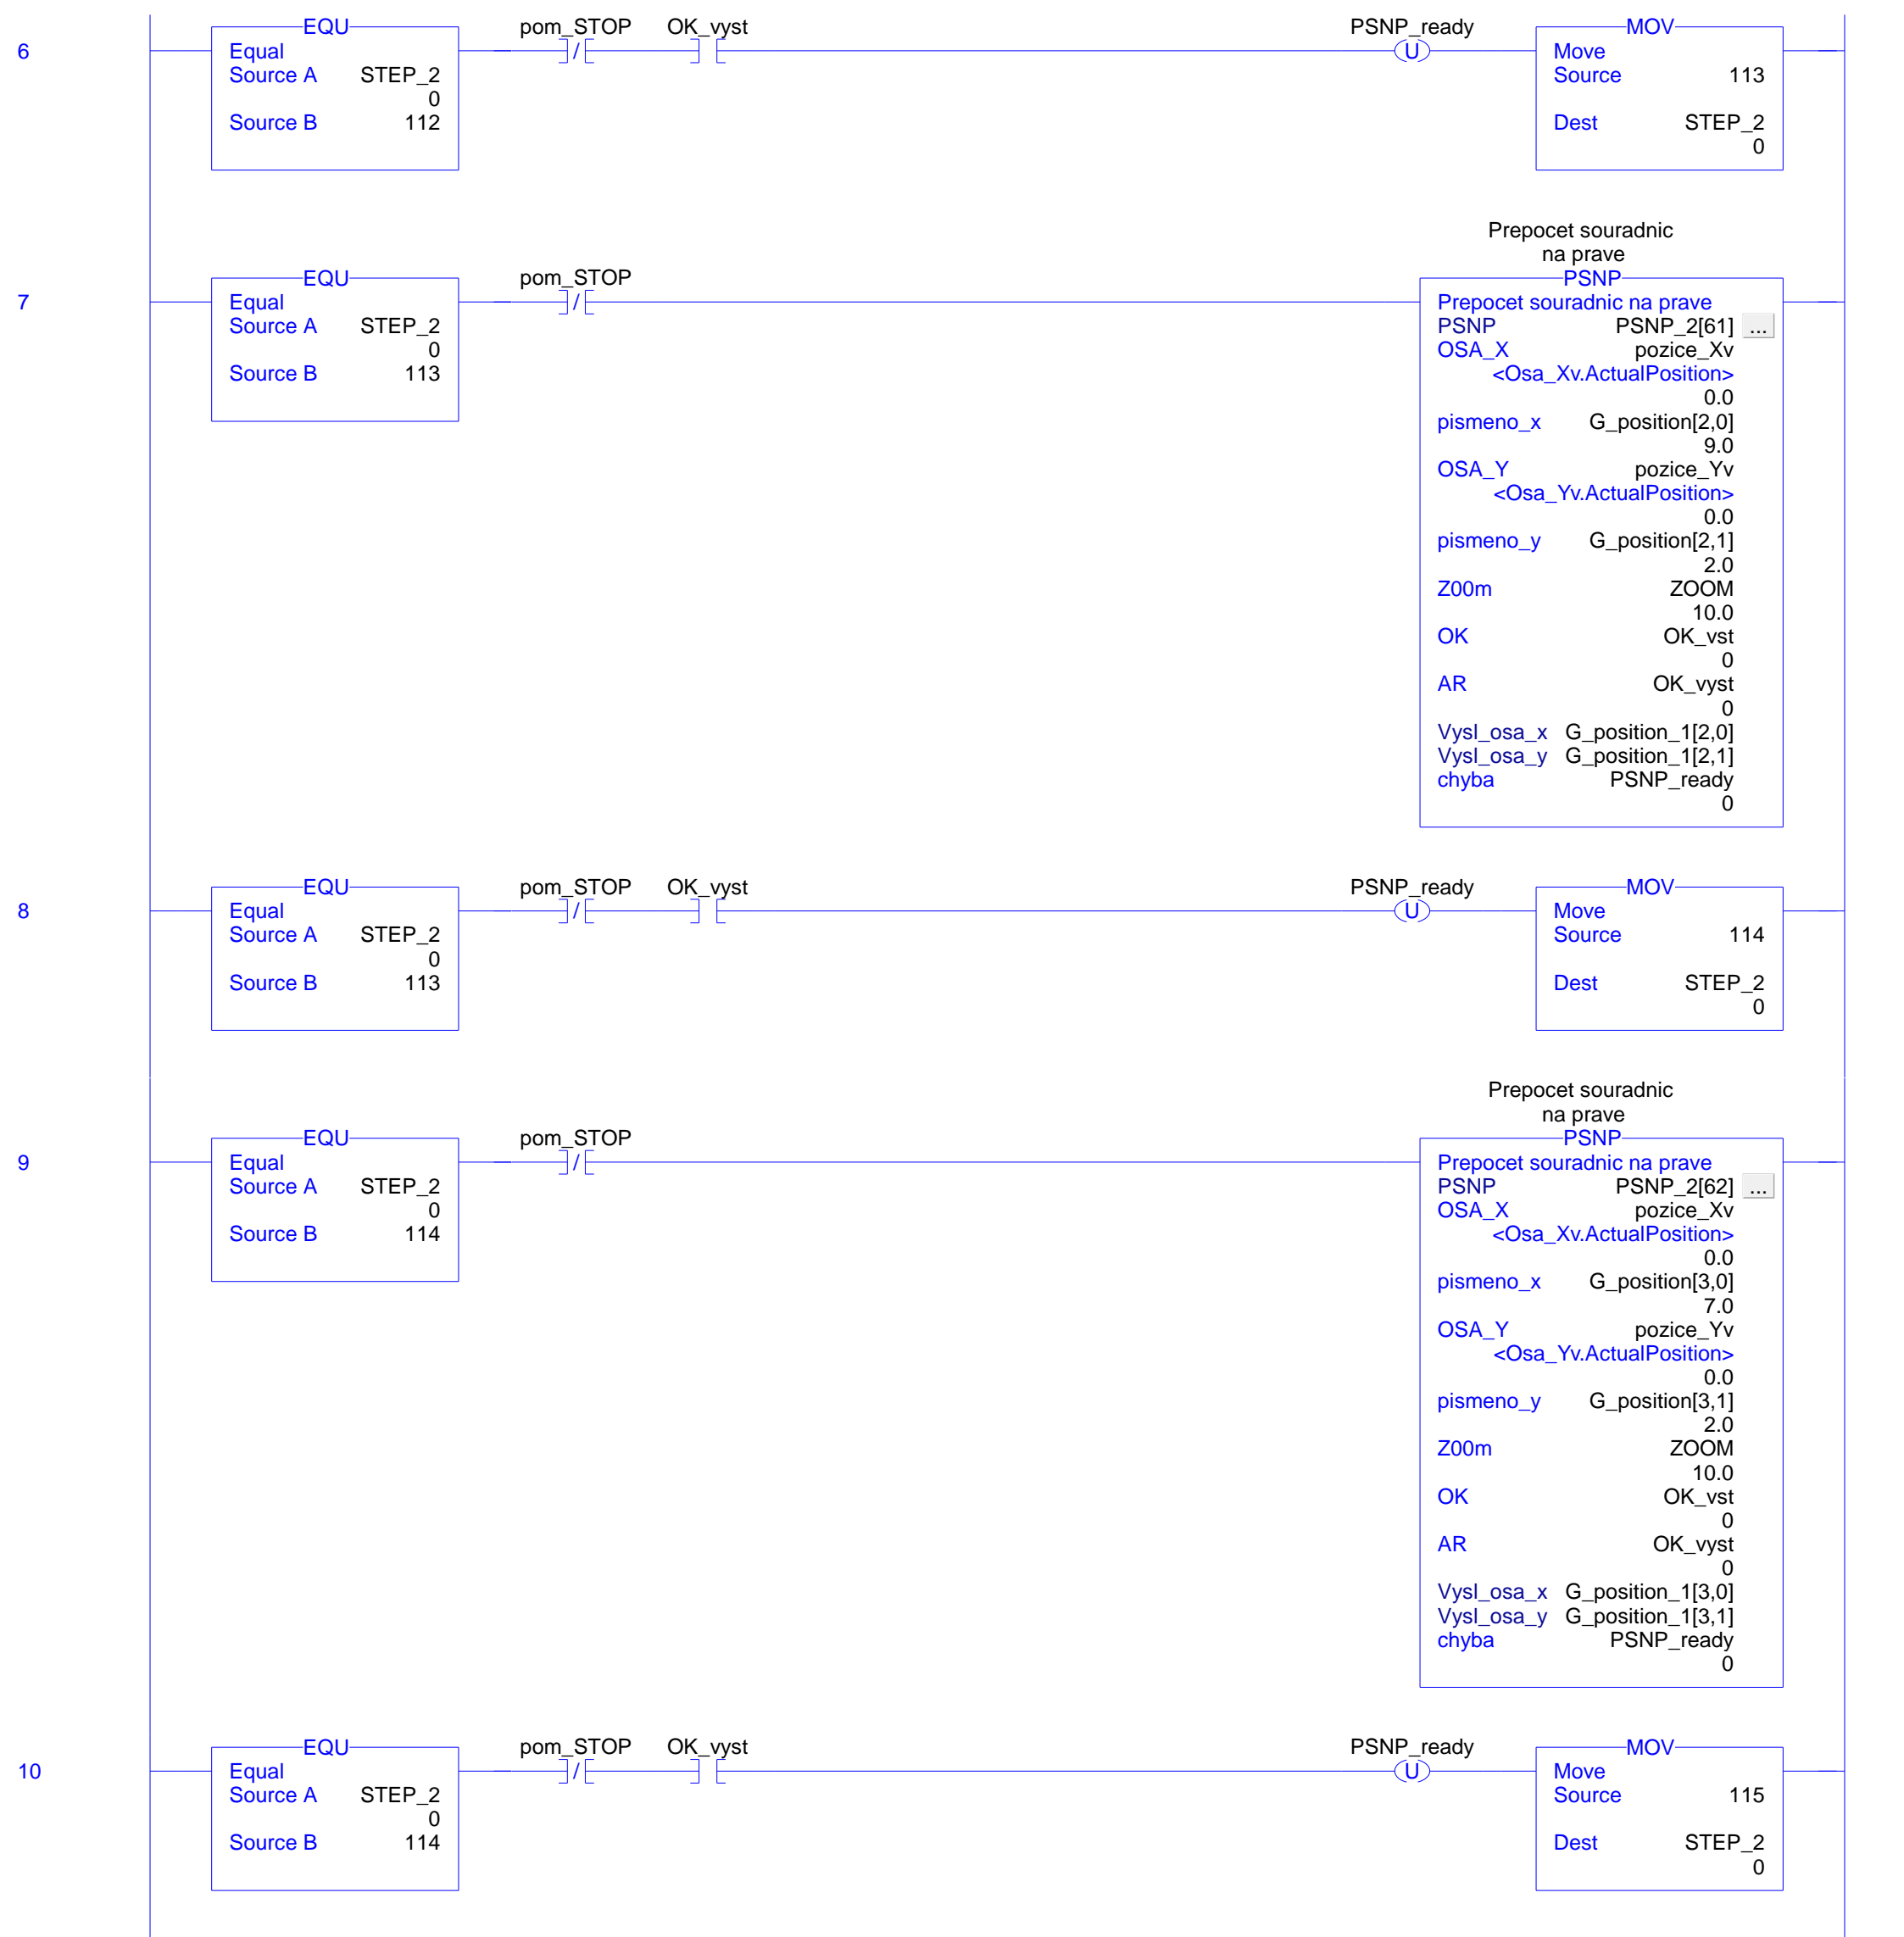 EQU pom_STOP OK_vyst PSNP_ready MOV
6 Equal / U Move
Source A STEP_2 Source 113
0
Source B 112 Dest STEP_2
0
Prepocet souradnic
na prave
EQU pom_STOP PSNP
7 Equal / Prepocet souradnic na prave
Source A STEP_2 PSNP PSNP_2[61] ...
0 OSA_X pozice_Xv
Source B 113 <Osa_Xv.ActualPosition>
0.0
pismeno_x G_position[2,0]
9.0
OSA_Y pozice_Yv
<Osa_Yv.ActualPosition>
0.0
pismeno_y G_position[2,1]
2.0
Z00m ZOOM
10.0
OK OK_vst
0
AR OK_vyst
0
Vysl_osa_x G_position_1[2,0]
Vysl_osa_y G_position_1[2,1]
chyba PSNP_ready
0
EQU pom_STOP OK_vyst PSNP_ready MOV
8 Equal / U Move
Source A STEP_2 Source 114
0
Source B 113 Dest STEP_2
0
Prepocet souradnic
na prave
EQU pom_STOP PSNP
9 Equal / Prepocet souradnic na prave
Source A STEP_2 PSNP PSNP_2[62] ...
0 OSA_X pozice_Xv
Source B 114 <Osa_Xv.ActualPosition>
0.0
pismeno_x G_position[3,0]
7.0
OSA_Y pozice_Yv
<Osa_Yv.ActualPosition>
0.0
pismeno_y G_position[3,1]
2.0
Z00m ZOOM
10.0
OK OK_vst
0
AR OK_vyst
0
Vysl_osa_x G_position_1[3,0]
Vysl_osa_y G_position_1[3,1]
chyba PSNP_ready
0
EQU pom_STOP OK_vyst PSNP_ready MOV
10 Equal / U Move
Source A STEP_2 Source 115
0
Source B 114 Dest STEP_2
0